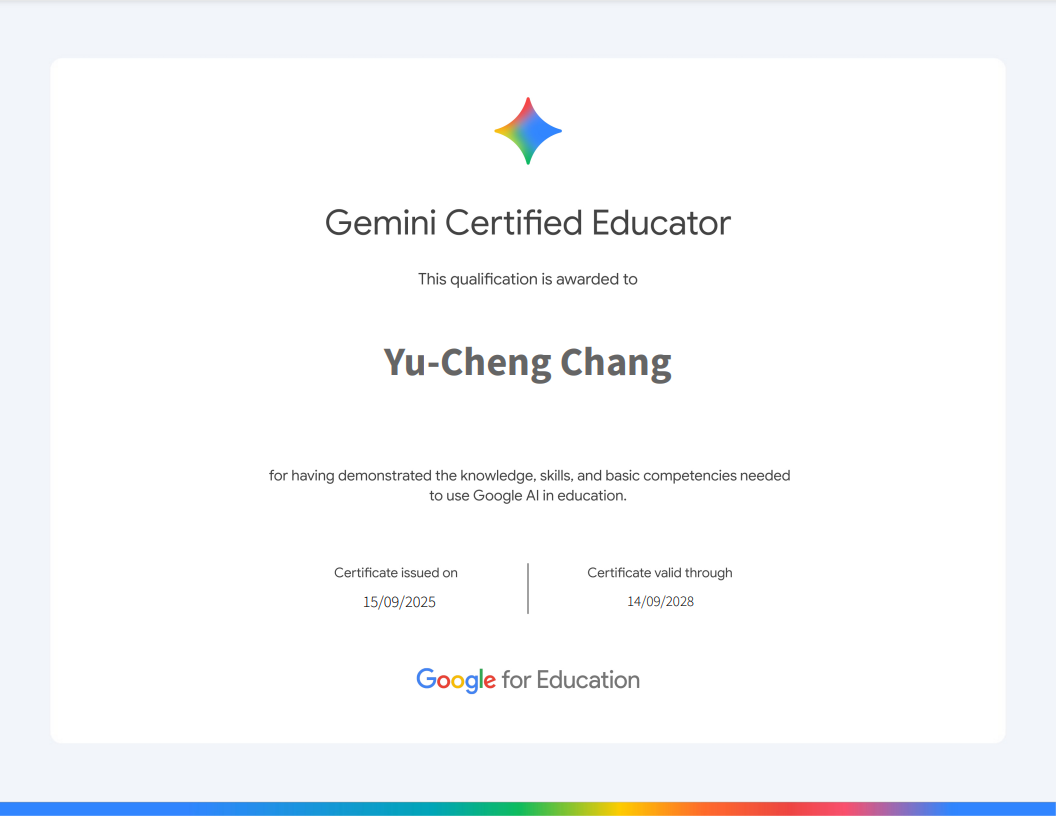 Gemini Certified Educator
This qualification is awarded to
Yu-Cheng Chang
for having demonstrated the knowledge, skills, and basic competencies needed
to use Google AI in education.
Certificate issued on
15/09/2025
Certificate valid through
14/09/2028
Google for Education